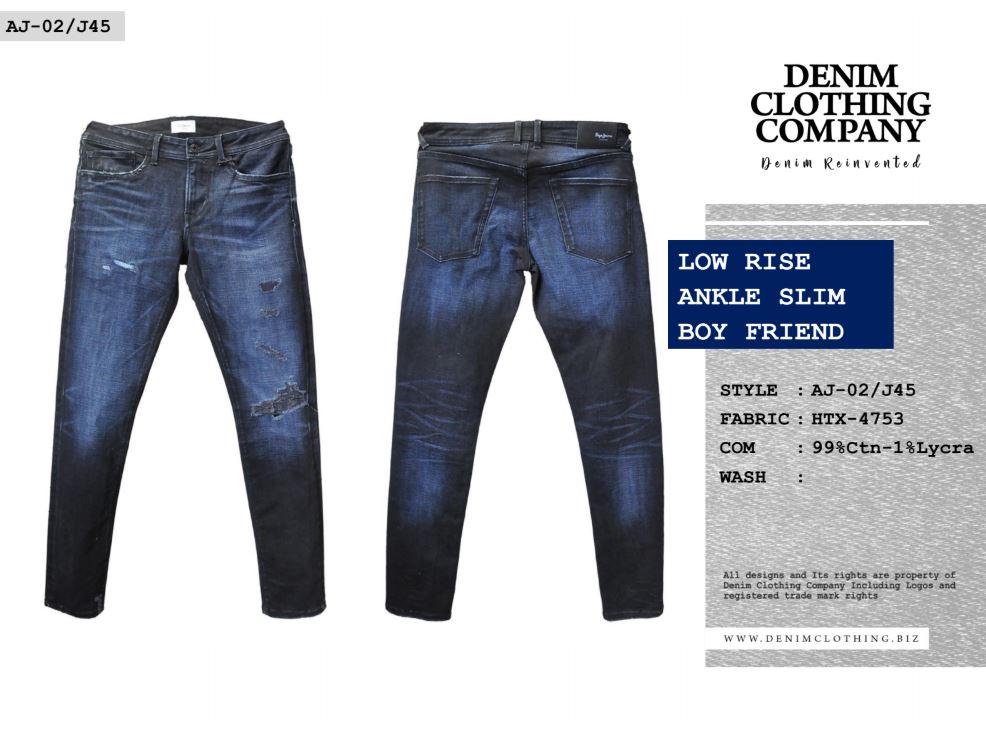 AJ-02/J45
DENIM
CLOTHING
COMPANY
Denim Reinvented
LOW RISE
ANKLE SLIM
BOY FRIEND
STYLE : AJ-02/J45
FABRIC : HTX-4753
COM : 99%Ctn-1%Lycra
WASH :
All designs and Its rights are property of
Denim Clothing Company Including Logos and
registered trade mark rights
WWW.DENIMCLOTHING.BIZ
Pepe Jeans